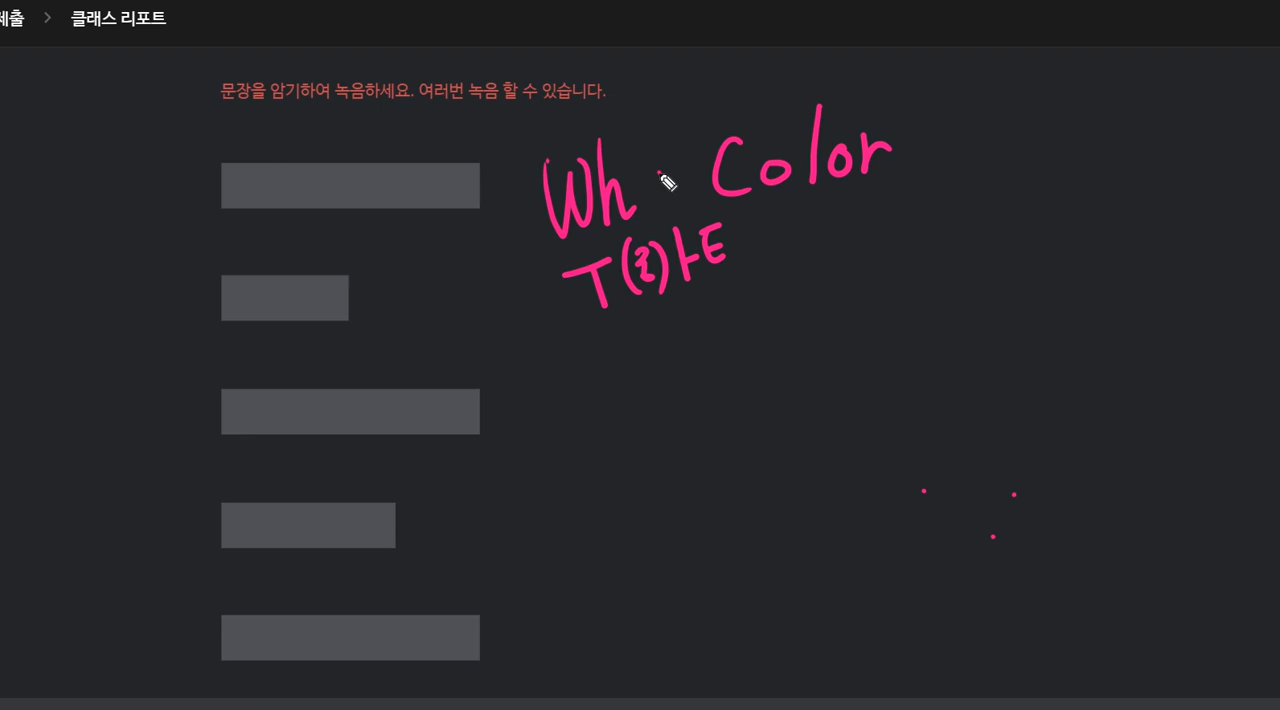 제출 > 클래스 리포트
문장을 암기하여 녹음하세요. 여러번 녹음 할 수 있습니다.
Wh Color